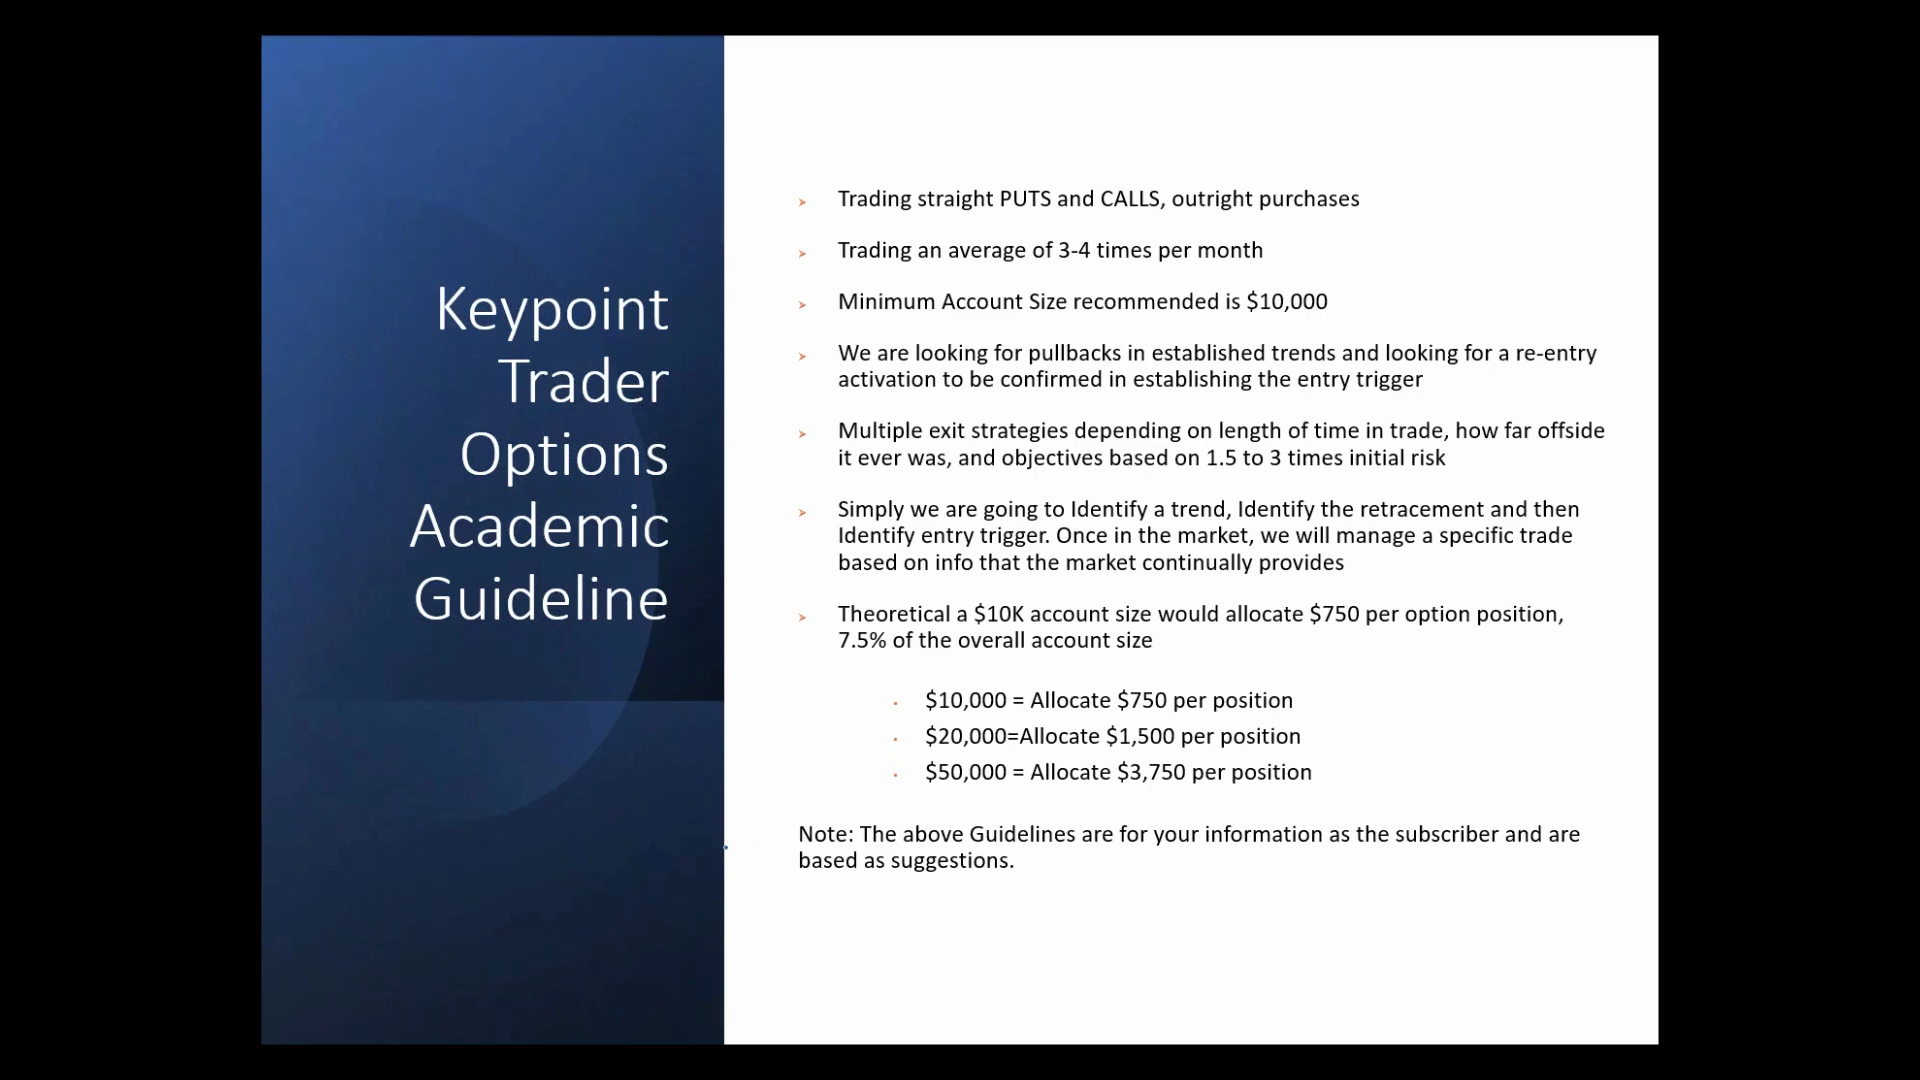 Keypoint
Trader
Options
Academic
Guideline
Trading straight PUTS and CALLS, outright purchases
Trading an average of 3-4 times per month
Minimum Account Size recommended is $10,000
We are looking for pullbacks in established trends and looking for a re-entry
activation to be confirmed in establishing the entry trigger
Multiple exit strategies depending on length of time in trade, how far offside
it ever was, and objectives based on 1.5 to 3 times initial risk
Simply we are going to Identify a trend, Identify the retracement and then
Identify entry trigger. Once in the market, we will manage a specific trade
based on info that the market continually provides
Theoretical a $10K account size would allocate $750 per option position,
7.5% of the overall account size
$10,000 = Allocate $750 per position
$20,000=Allocate $1,500 per position
$50,000 = Allocate $3,750 per position
Note: The above Guidelines are for your information as the subscriber and are
based as suggestions.